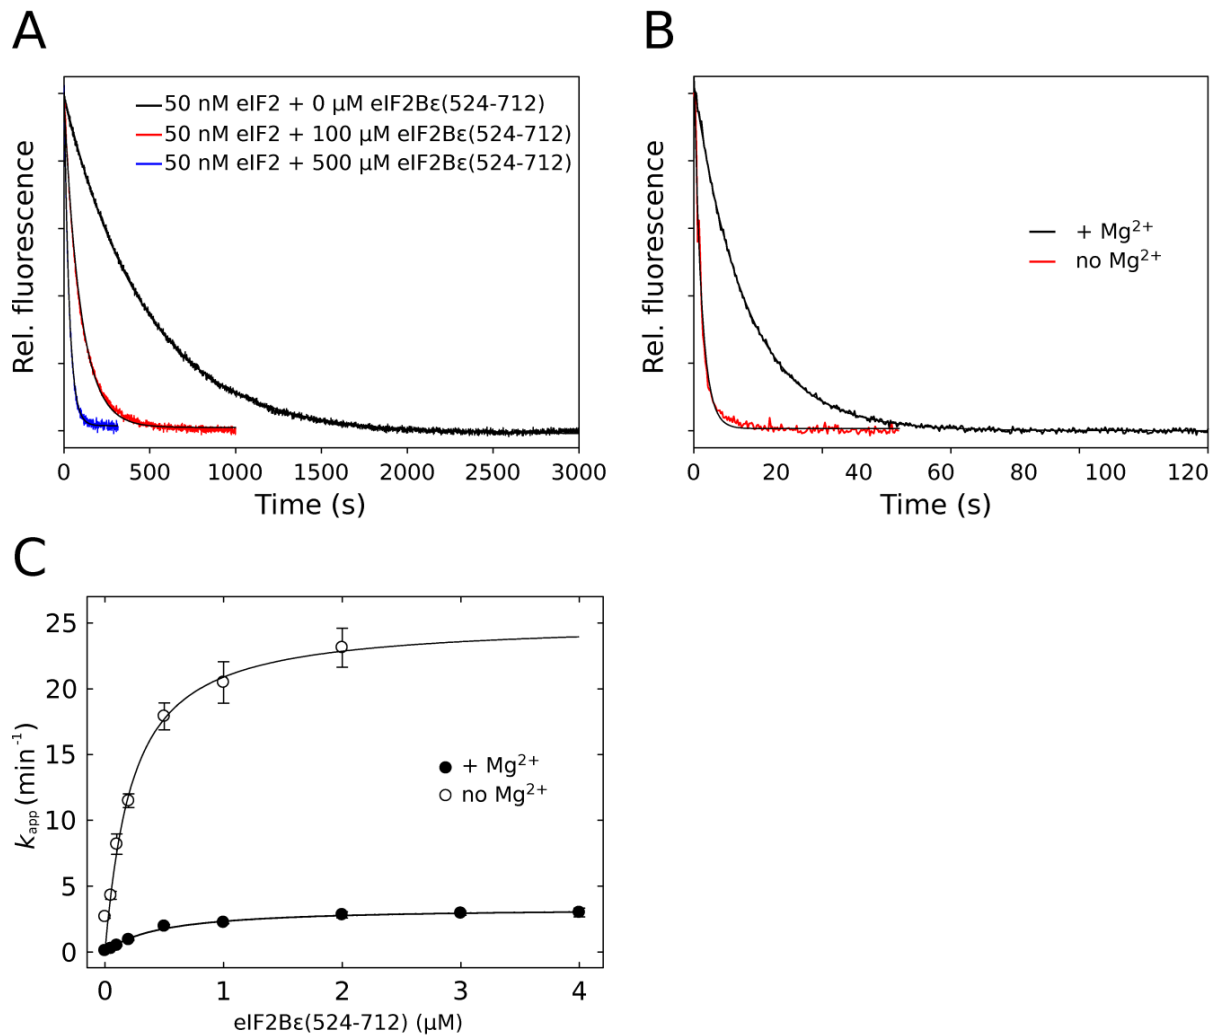 A
B
50 nM eIF2 + 0 μM eIF2Bε(524-712)
50 nM eIF2 + 100 μM eIF2Bε(524-712)
50 nM eIF2 + 500 μM eIF2Bε(524-712)
Rel. fluorescence
0 500 1000 1500 2000 2500 3000
Time (s)
+ Mg²⁺
no Mg²⁺
Rel. fluorescence
0 20 40 60 80 100 120
Time (s)
C
25
20
15
10
5
0
kapp (min⁻¹)
+ Mg²⁺
no Mg²⁺
0 1 2 3 4
eIF2Bε(524-712) (μM)